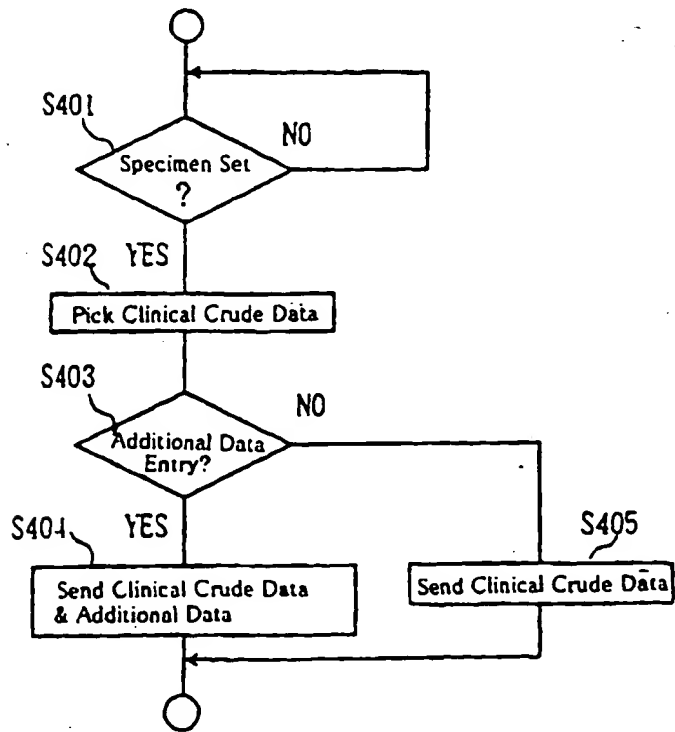 S401
NO
Specimen Set
?
S402
YES
Pick Clinical Crude Data
S403
NO
Additional Data
Entry?
S404
YES
S405
Send Clinical Crude Data
& Additional Data
Send Clinical Crude Data